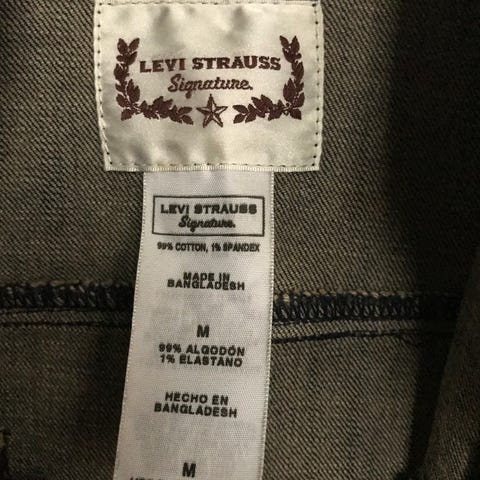 LEVI STRAUSS
Signature.
LEVI STRAUSS
Signature.
99% COTTON, 1% SPANDEX
MADE IN
BANGLADESH
M
99% ALGODÓN
1% ELASTANO
HECHO EN
BANGLADESH
M